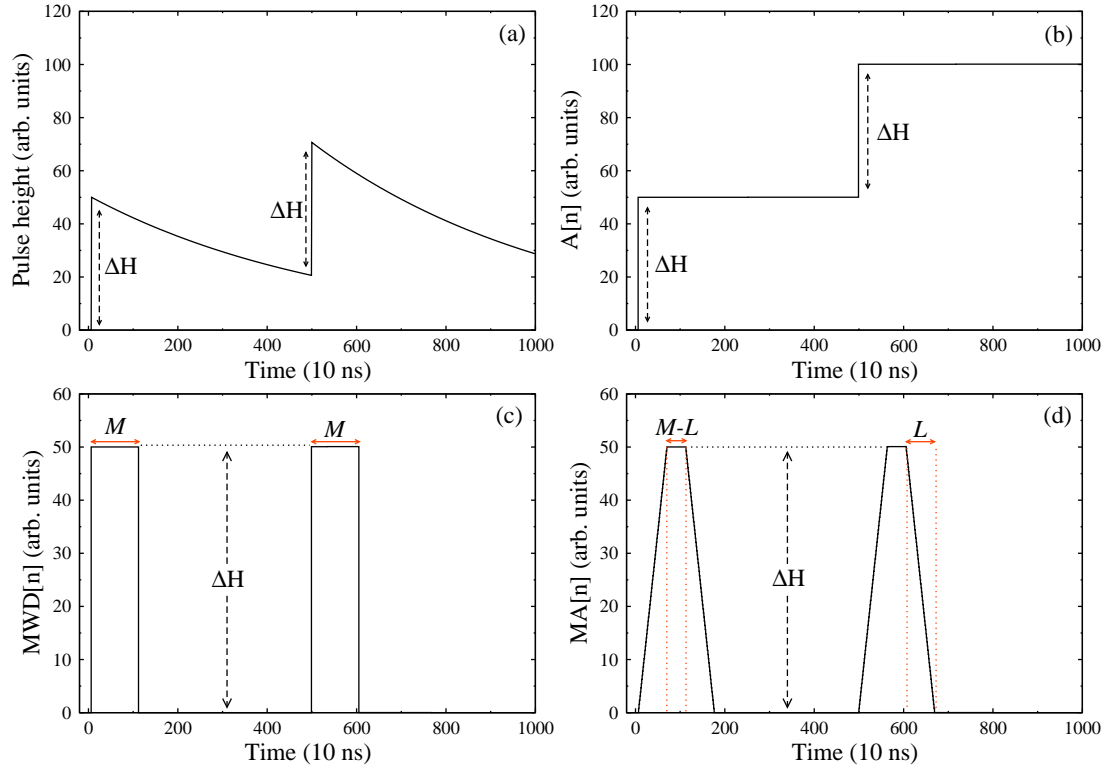 (a)
Pulse height (arb. units)
120
100
80
60
40
20
0
ΔH
ΔH
0 200 400 600 800 1000
Time (10 ns)
(b)
A[n] (arb. units)
120
100
80
60
40
20
0
ΔH
ΔH
0 200 400 600 800 1000
Time (10 ns)
(c)
MWD[n] (arb. units)
60
50
40
30
20
10
0
M
M
ΔH
0 200 400 600 800 1000
Time (10 ns)
(d)
MA[n] (arb. units)
60
50
40
30
20
10
0
M-L
L
ΔH
0 200 400 600 800 1000
Time (10 ns)